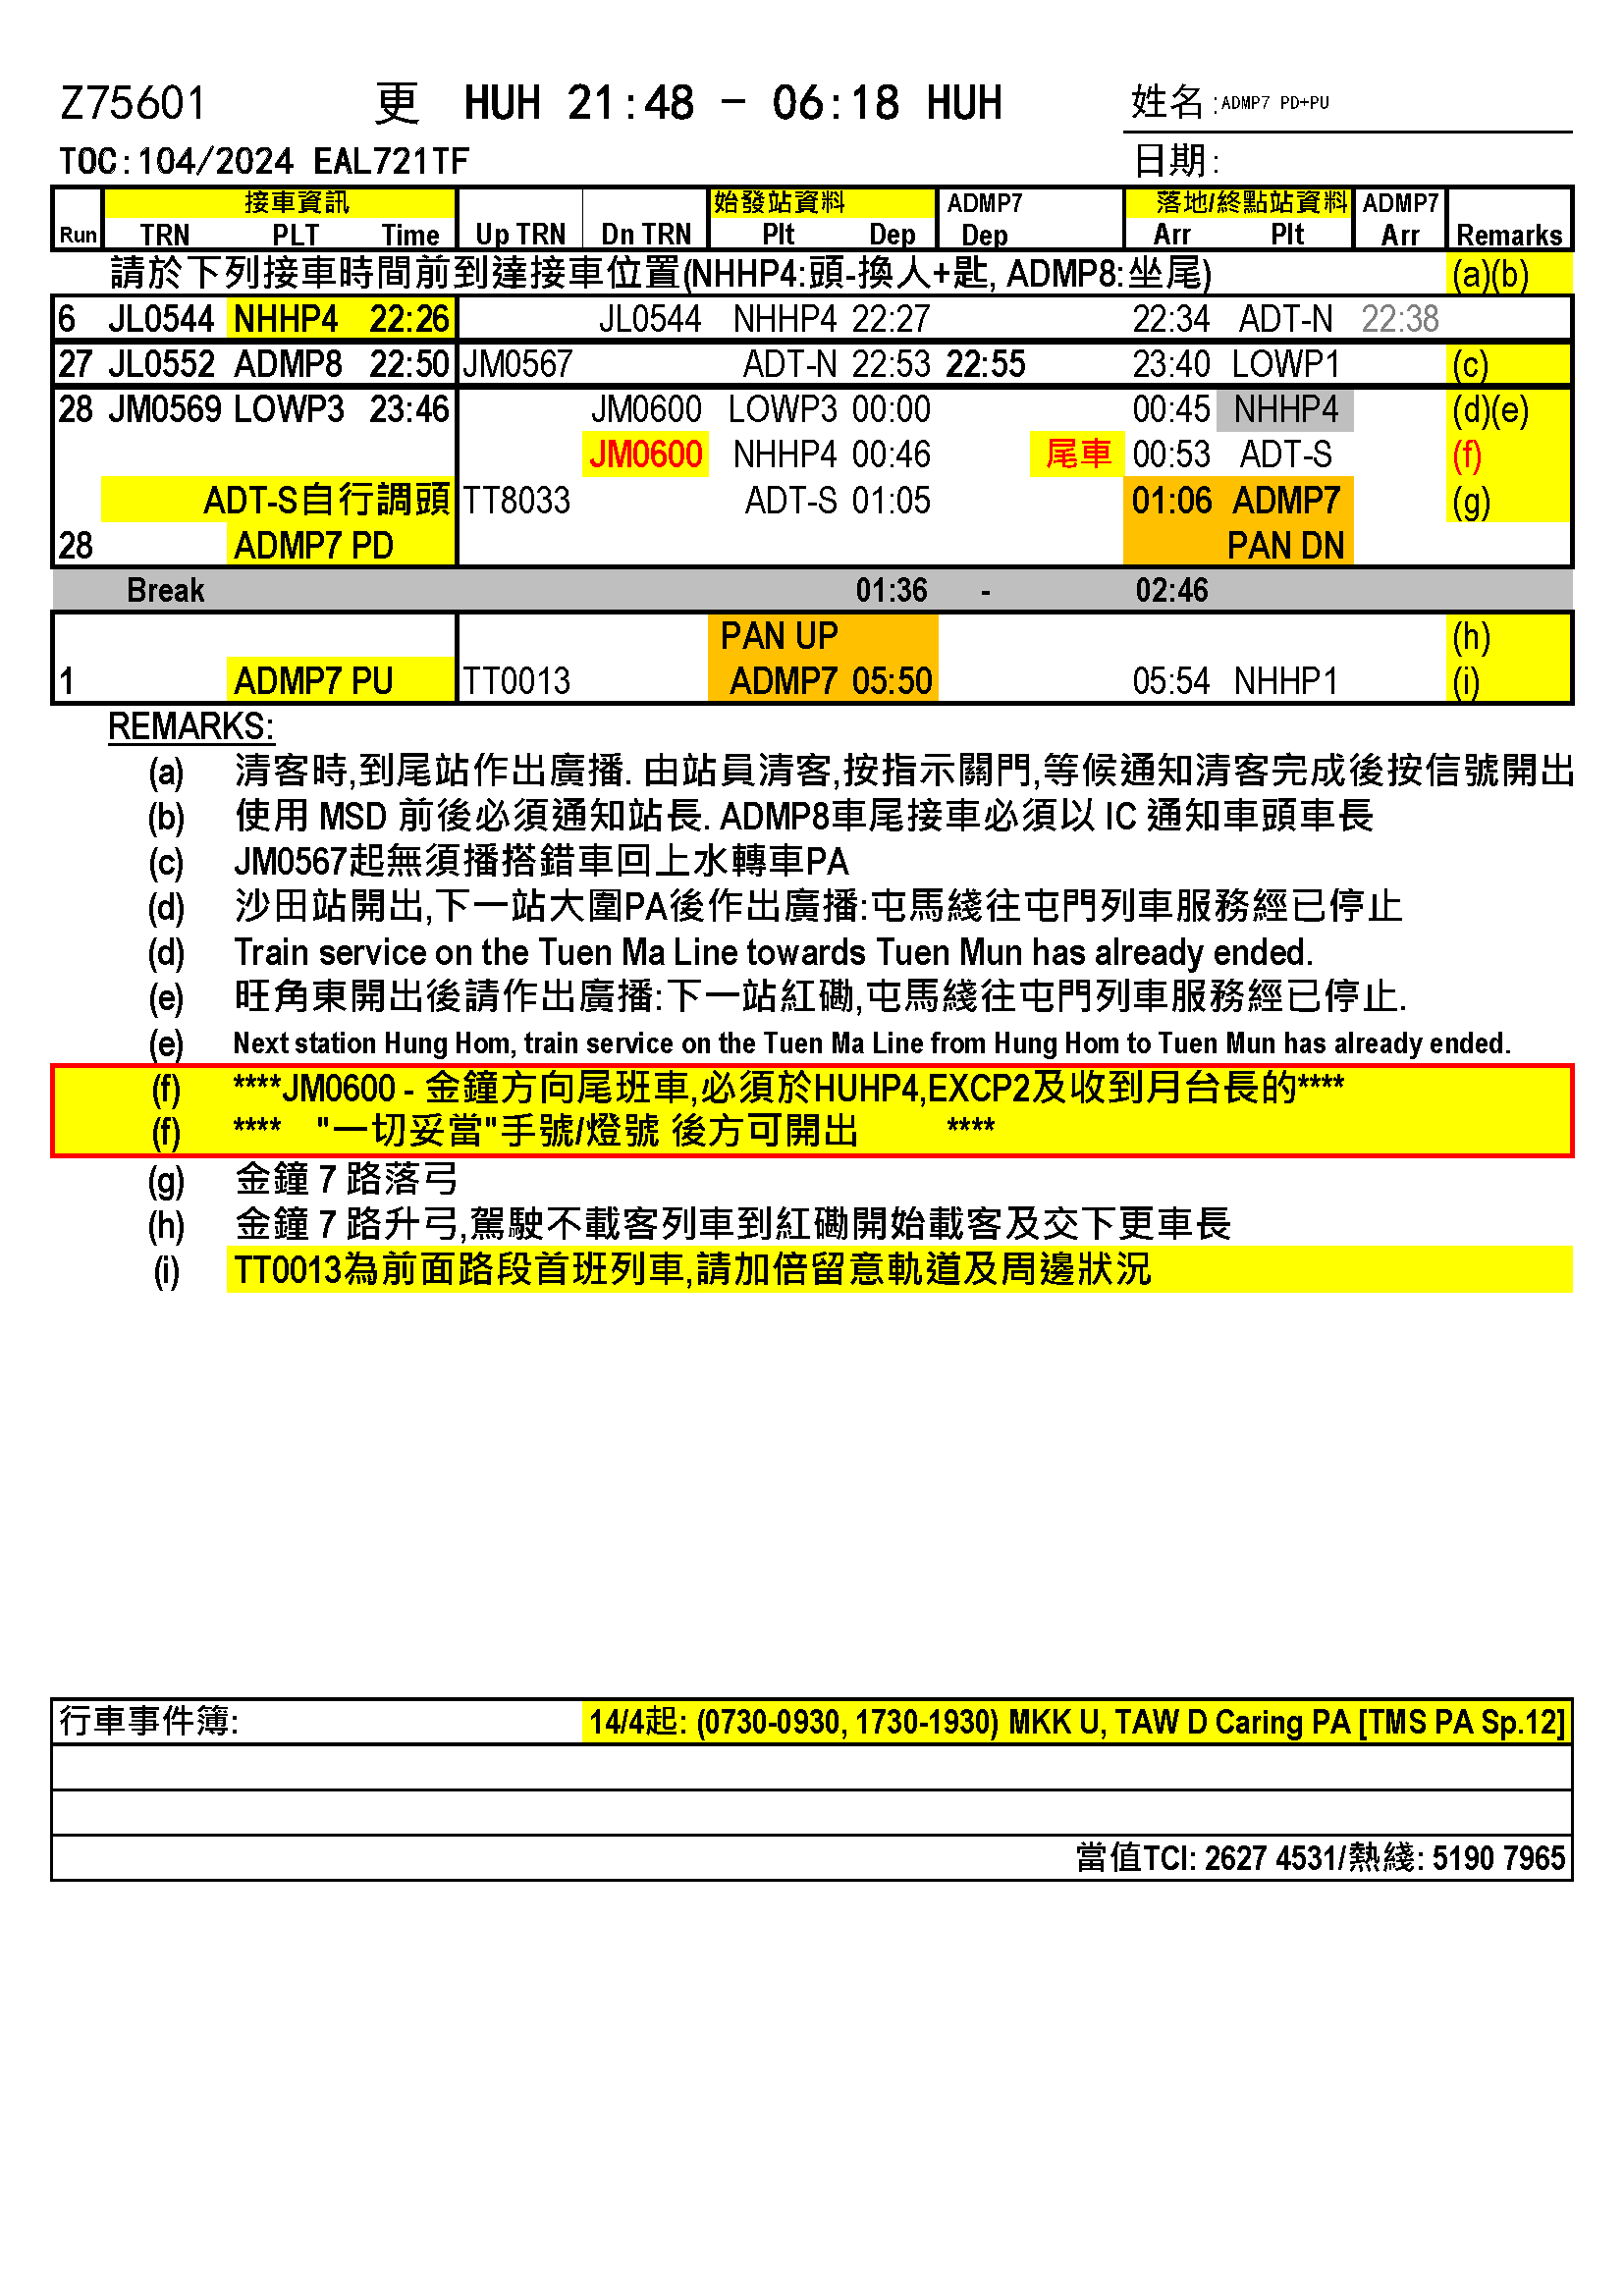 Z75601 更 HUH 21:48 - 06:18 HUH 姓名:ADMP7 PD+PU
TOC:104/2024 EAL721TF 日期:
接車資訊 始發站資料 ADMP7 落地/終點站資料 ADMP7
Run TRN PLT Time Up TRN Dn TRN Plt Dep Dep Arr Plt Arr Remarks
請於下列接車時間前到達接車位置(NHHP4:頭-換人+匙, ADMP8:坐尾) (a)(b)
6 JL0544 NHHP4 22:26 JL0544 NHHP4 22:27 22:34 ADT-N 22:38
27 JL0552 ADMP8 22:50 JM0567 ADT-N 22:53 22:55 23:40 LOWP1 (c)
28 JM0569 LOWP3 23:46 JM0600 LOWP3 00:00 00:45 NHHP4 (d)(e)
JM0600 NHHP4 00:46 尾車 00:53 ADT-S (f)
ADT-S自行調頭 TT8033 ADT-S 01:05 01:06 ADMP7 (g)
28 ADMP7 PD PAN DN
Break 01:36 - 02:46
PAN UP (h)
1 ADMP7 PU TT0013 ADMP7 05:50 05:54 NHHP1 (i)
REMARKS:
(a) 清客時,到尾站作出廣播. 由站員清客,按指示關門,等候通知清客完成後按信號開出
(b) 使用 MSD 前後必須通知站長. ADMP8車尾接車必須以 IC 通知車頭車長
(c) JM0567起無須播搭錯車回上水轉車PA
(d) 沙田站開出,下一站大圍PA後作出廣播:屯馬綫往屯門列車服務經已停止
(d) Train service on the Tuen Ma Line towards Tuen Mun has already ended.
(e) 旺角東開出後請作出廣播:下一站紅磡,屯馬綫往屯門列車服務經已停止.
(e) Next station Hung Hom, train service on the Tuen Ma Line from Hung Hom to Tuen Mun has already ended.
(f) ****JM0600 - 金鐘方向尾班車,必須於HUHP4,EXCP2及收到月台長的****
(f) **** "一切妥當"手號/燈號 後方可開出 ****
(g) 金鐘 7 路落弓
(h) 金鐘 7 路升弓,駕駛不載客列車到紅磡開始載客及交下更車長
(i) TT0013為前面路段首班列車,請加倍留意軌道及周邊狀況
行車事件簿: 14/4起: (0730-0930, 1730-1930) MKK U, TAW D Caring PA [TMS PA Sp.12]
當值TCI: 2627 4531/熱綫: 5190 7965